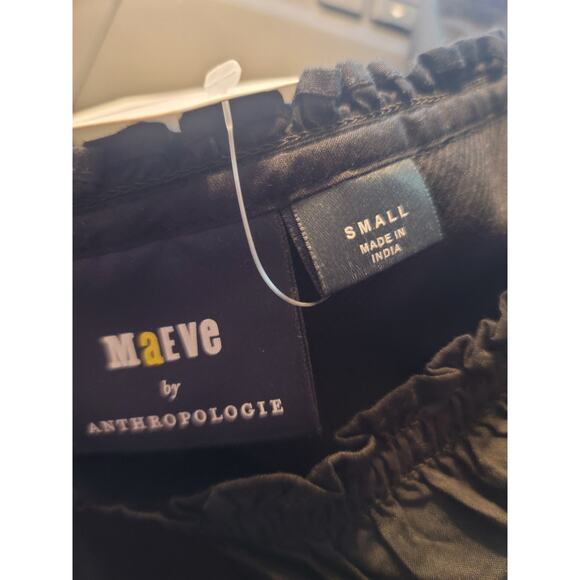 SMALL
MADE IN
INDIA
MaEVe
by
ANTHROPOLOGIE